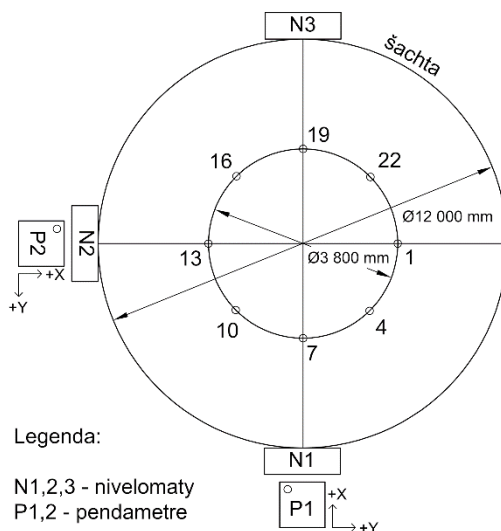 N3
šachta
19
16
22
Ø12 000 mm
P2
N2
+X
+Y
13
Ø3 800 mm
1
10
4
7
Legenda:
N1
N1,2,3 - nivelomaty
P1,2 - pendametre
P1
+X
+Y